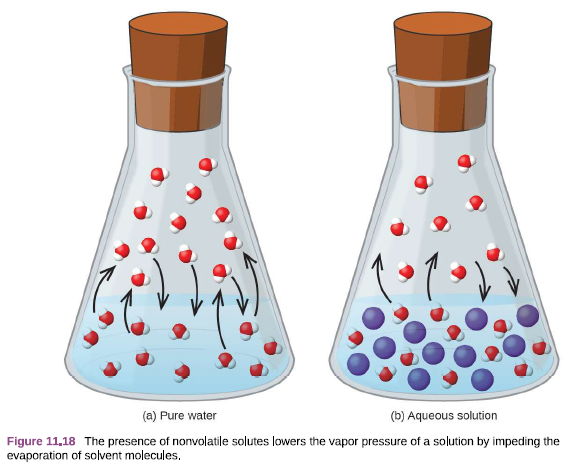 (a) Pure water
(b) Aqueous solution
Figure 11.18 The presence of nonvolatile solutes lowers the vapor pressure of a solution by impeding the
evaporation of solvent molecules.